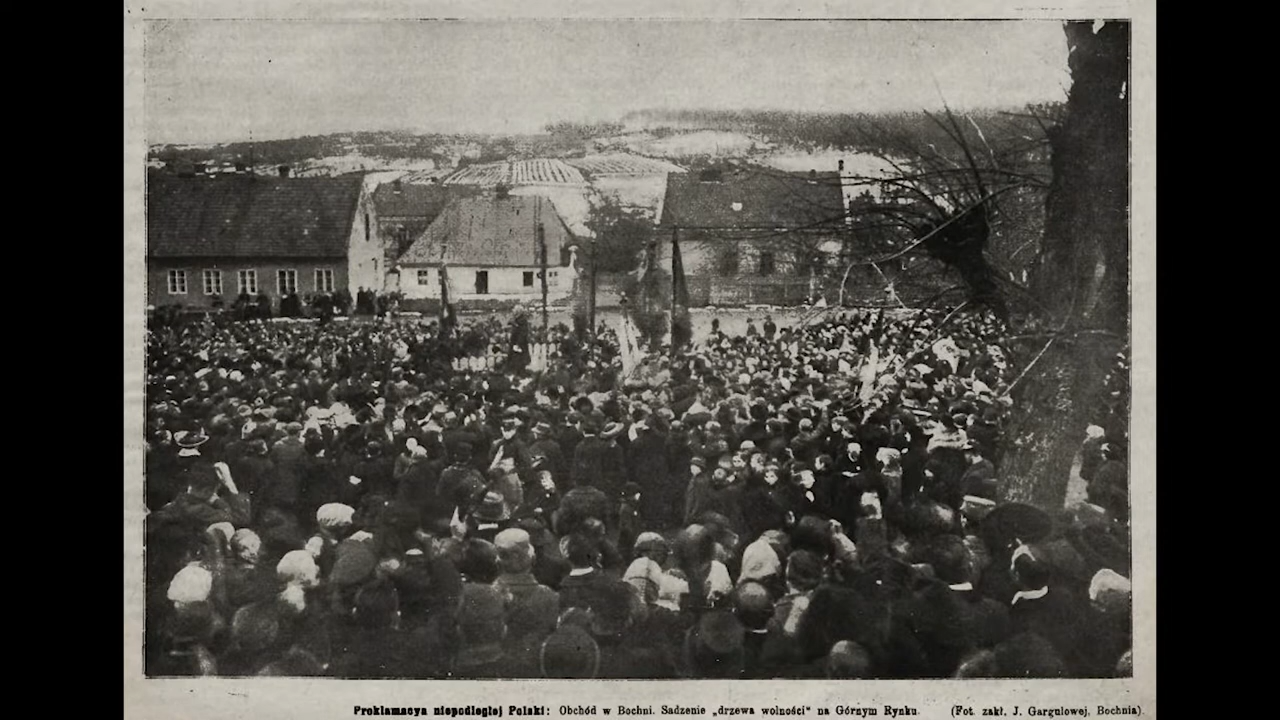 Proklamacya niepodległej Polski: Obchód w Bochni. Sadzenie „drzewa wolności“ na Górnym Rynku. (Fot. zakł. J. Gargulowej, Bochnia).